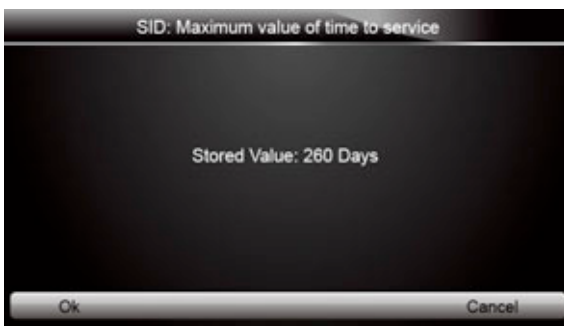 SID: Maximum value of time to service
Stored Value: 260 Days
Ok Cancel